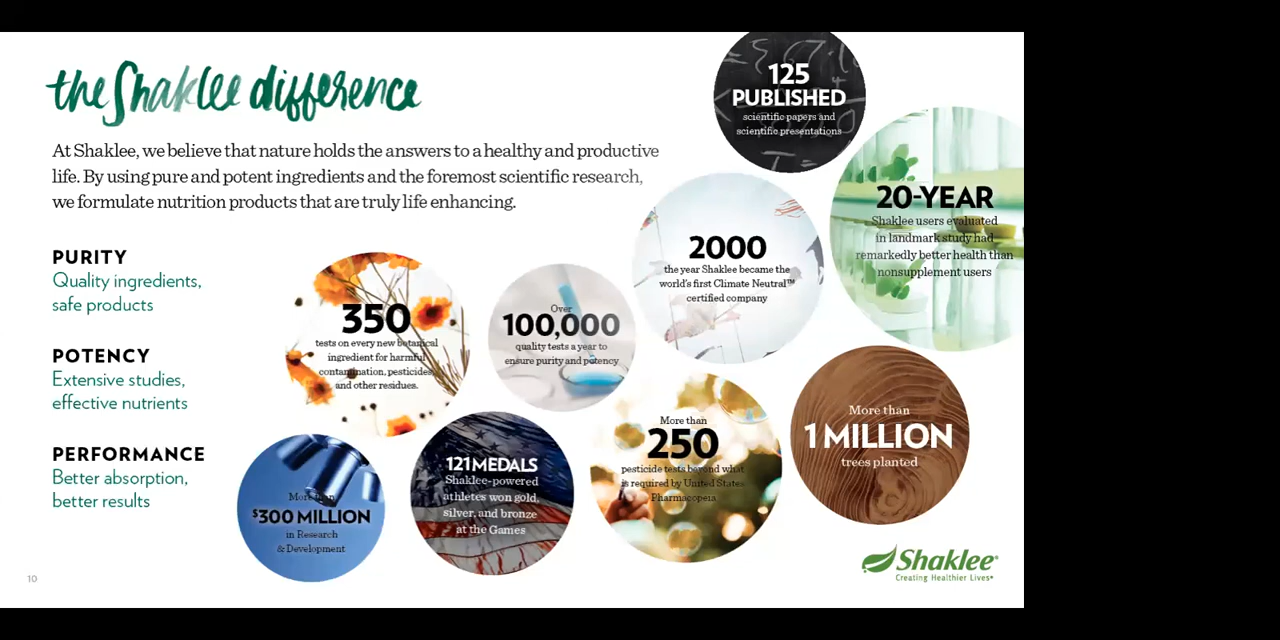 the Shaklee difference
At Shaklee, we believe that nature holds the answers to a healthy and productive
life. By using pure and potent ingredients and the foremost scientific research,
we formulate nutrition products that are truly life enhancing.
PURITY
Quality ingredients,
safe products
POTENCY
Extensive studies,
effective nutrients
PERFORMANCE
Better absorption,
better results
125
PUBLISHED
scientific papers and
scientific presentations
20-YEAR
Shaklee users evaluated
in landmark study had
remarkedly better health than
nonsupplement users
2000
the year Shaklee became the
world's first Climate Neutral™
certified company
350
tests on every new botanical
ingredient for harmful
contamination, pesticides,
and other residues.
Over
100,000
quality tests a year to
ensure purity and potency
More than
$300 MILLION
in Research
& Development
121 MEDALS
Shaklee-powered
athletes won gold,
silver, and bronze
at the Games
More than
250
pesticide tests beyond what
is required by United States
Pharmacopeia
More than
1 MILLION
trees planted
Shaklee®
Creating Healthier Lives®
10